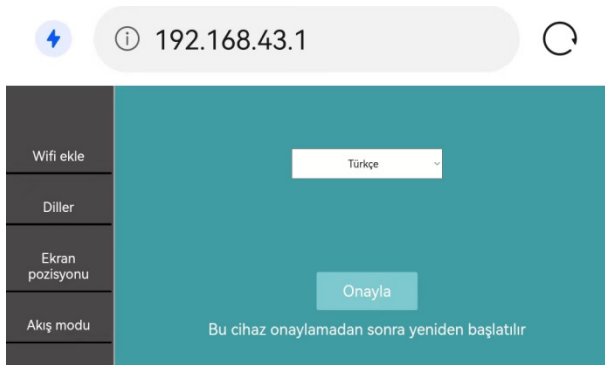 192.168.43.1
Wifi ekle
Türkçe
Diller
Ekran
pozisyonu
Onayla
Akış modu
Bu cihaz onaylamadan sonra yeniden başlatılır